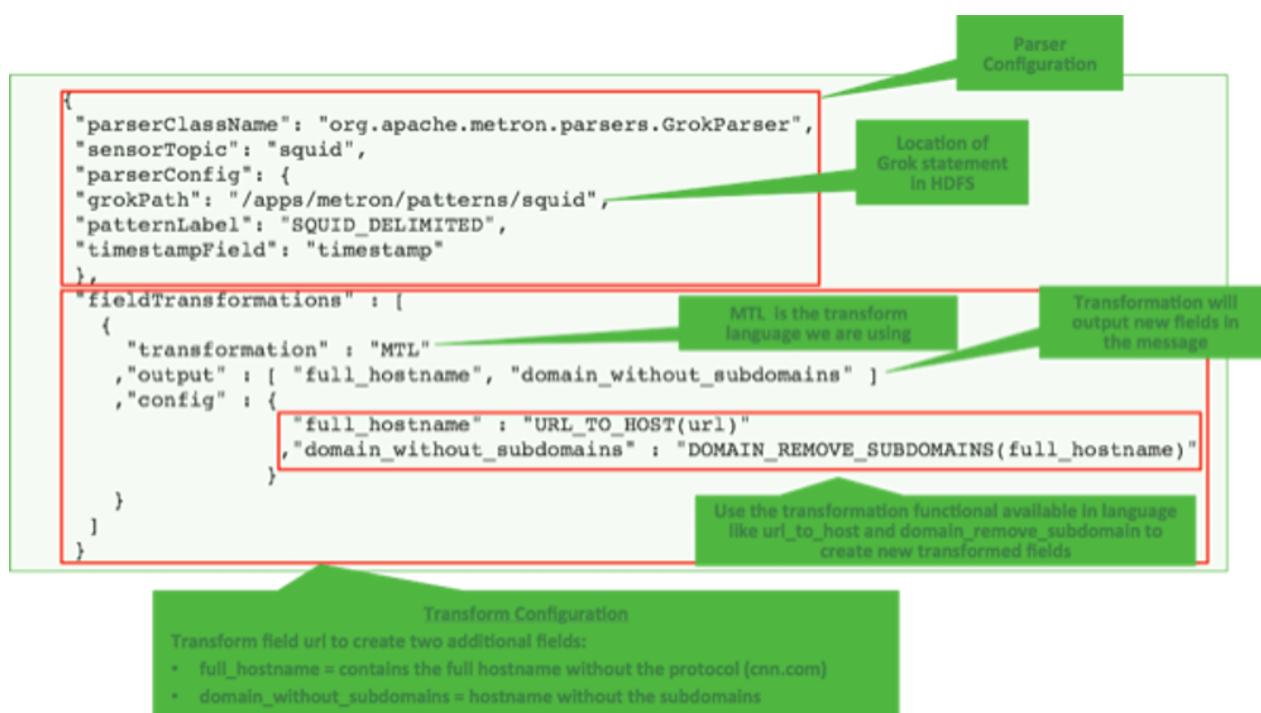 Parser
Configuration
{
"parserClassName": "org.apache.metron.parsers.GrokParser",
"sensorTopic": "squid",
"parserConfig": {
"grokPath": "/apps/metron/patterns/squid",
"patternLabel": "SQUID_DELIMITED",
"timestampField": "timestamp"
},
Location of
Grok statement
in HDFS
"fieldTransformations" : [
{
"transformation" : "MTL"
,"output" : [ "full_hostname", "domain_without_subdomains" ]
,"config" : {
"full_hostname" : "URL_TO_HOST(url)"
,"domain_without_subdomains" : "DOMAIN_REMOVE_SUBDOMAINS(full_hostname)"
}
}
]
}
MTL is the transform
language we are using
Transformation will
output new fields in
the message
Use the transformation functional available in language
like url_to_host and domain_remove_subdomain to
create new transformed fields
Transform Configuration
Transform field url to create two additional fields:
• full_hostname = contains the full hostname without the protocol (cnn.com)
• domain_without_subdomains = hostname without the subdomains